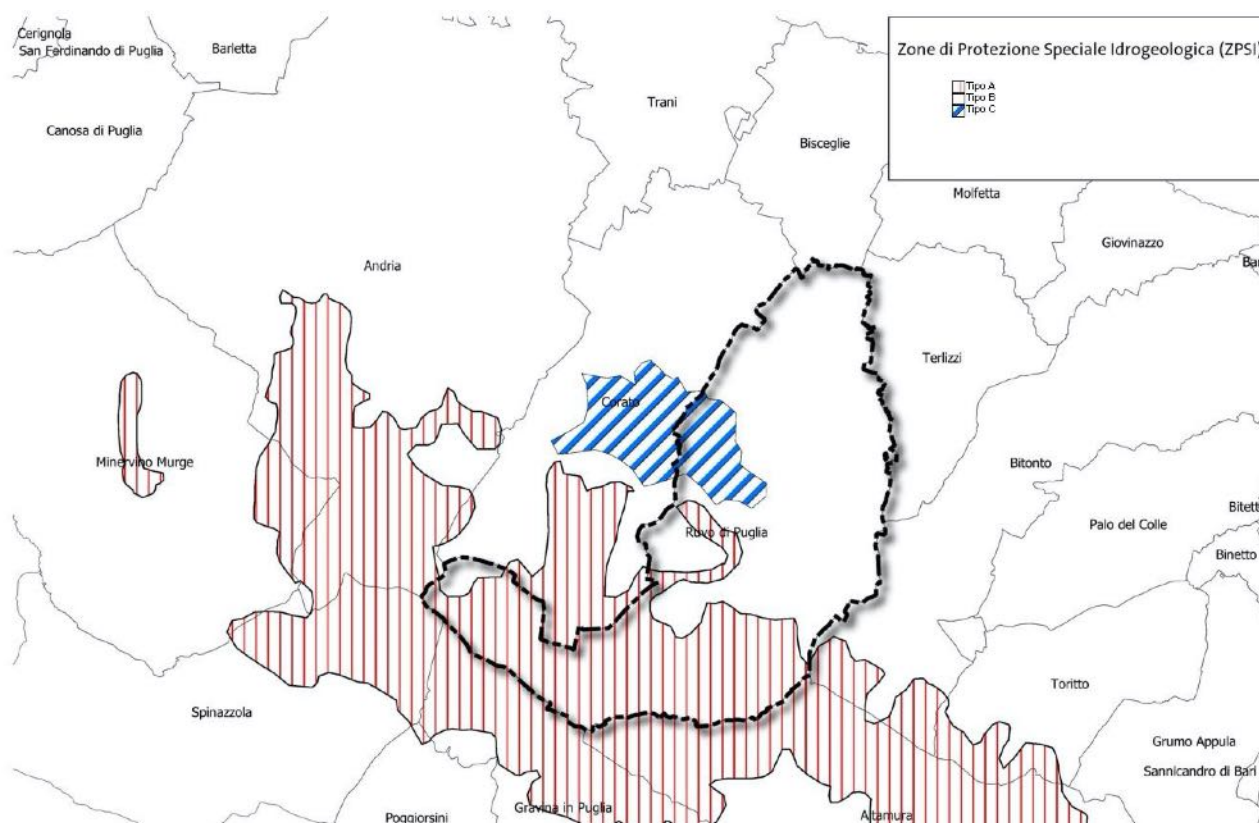 Cerignola
San Ferdinando di Puglia
Barletta
Zone di Protezione Speciale Idrogeologica (ZPSI)
Tipo A
Tipo B
Tipo C
Trani
Canosa di Puglia
Bisceglie
Molfetta
Giovinazzo
Andria
Terlizzi
Corato
Minervino Murge
Bitonto
Bitett
Palo del Colle
Ruvo di Puglia
Binetto
Toritto
Spinazzola
Grumo Appula
Sannicandro di Bari
Gravina in Puglia
Altamura
Poggiorsini